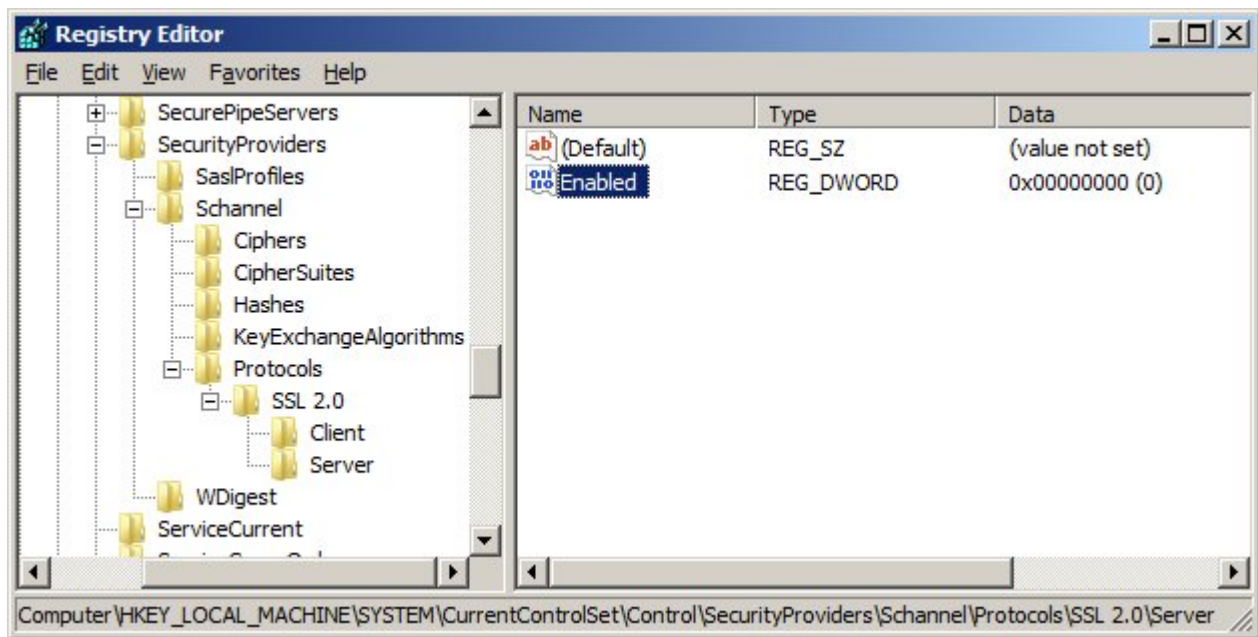 Registry Editor
File Edit View Favorites Help
SecurePipeServers
SecurityProviders
SaslProfiles
Schannel
Ciphers
CipherSuites
Hashes
KeyExchangeAlgorithms
Protocols
SSL 2.0
Client
Server
WDigest
ServiceCurrent
Name Type Data
(Default) REG_SZ (value not set)
Enabled REG_DWORD 0x00000000 (0)
Computer\HKEY_LOCAL_MACHINE\SYSTEM\CurrentControlSet\Control\SecurityProviders\Schannel\Protocols\SSL 2.0\Server